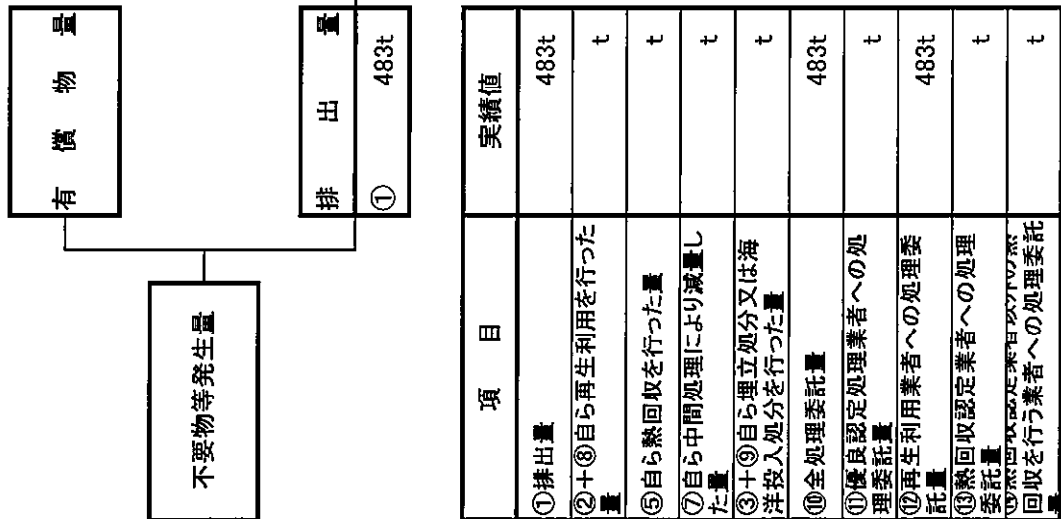 不要物等発生量
有償物量
排出量
① 483t
項目 実績値
①排出量 483t
②+⑧自ら再生利用を行った
量 t
⑤自ら熱回収を行った量 t
⑦自ら中間処理により減量し
た量 t
③+⑨自ら埋立処分又は海
洋投入処分を行った量 t
⑩全処理委託量 483t
⑪優良認定処理業者への処
理委託量 t
⑫再生利用業者への処理委
託量 483t
⑬熱回収認定業者への処理
委託量 t
回収を行う業者への処理委託
量 t